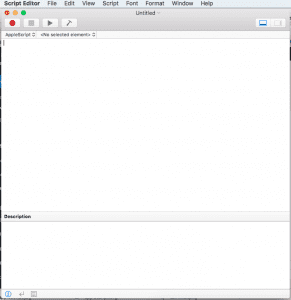 Script Editor File Edit View Script Font Format Window Help
Untitled
AppleScript <No selected element>
Description